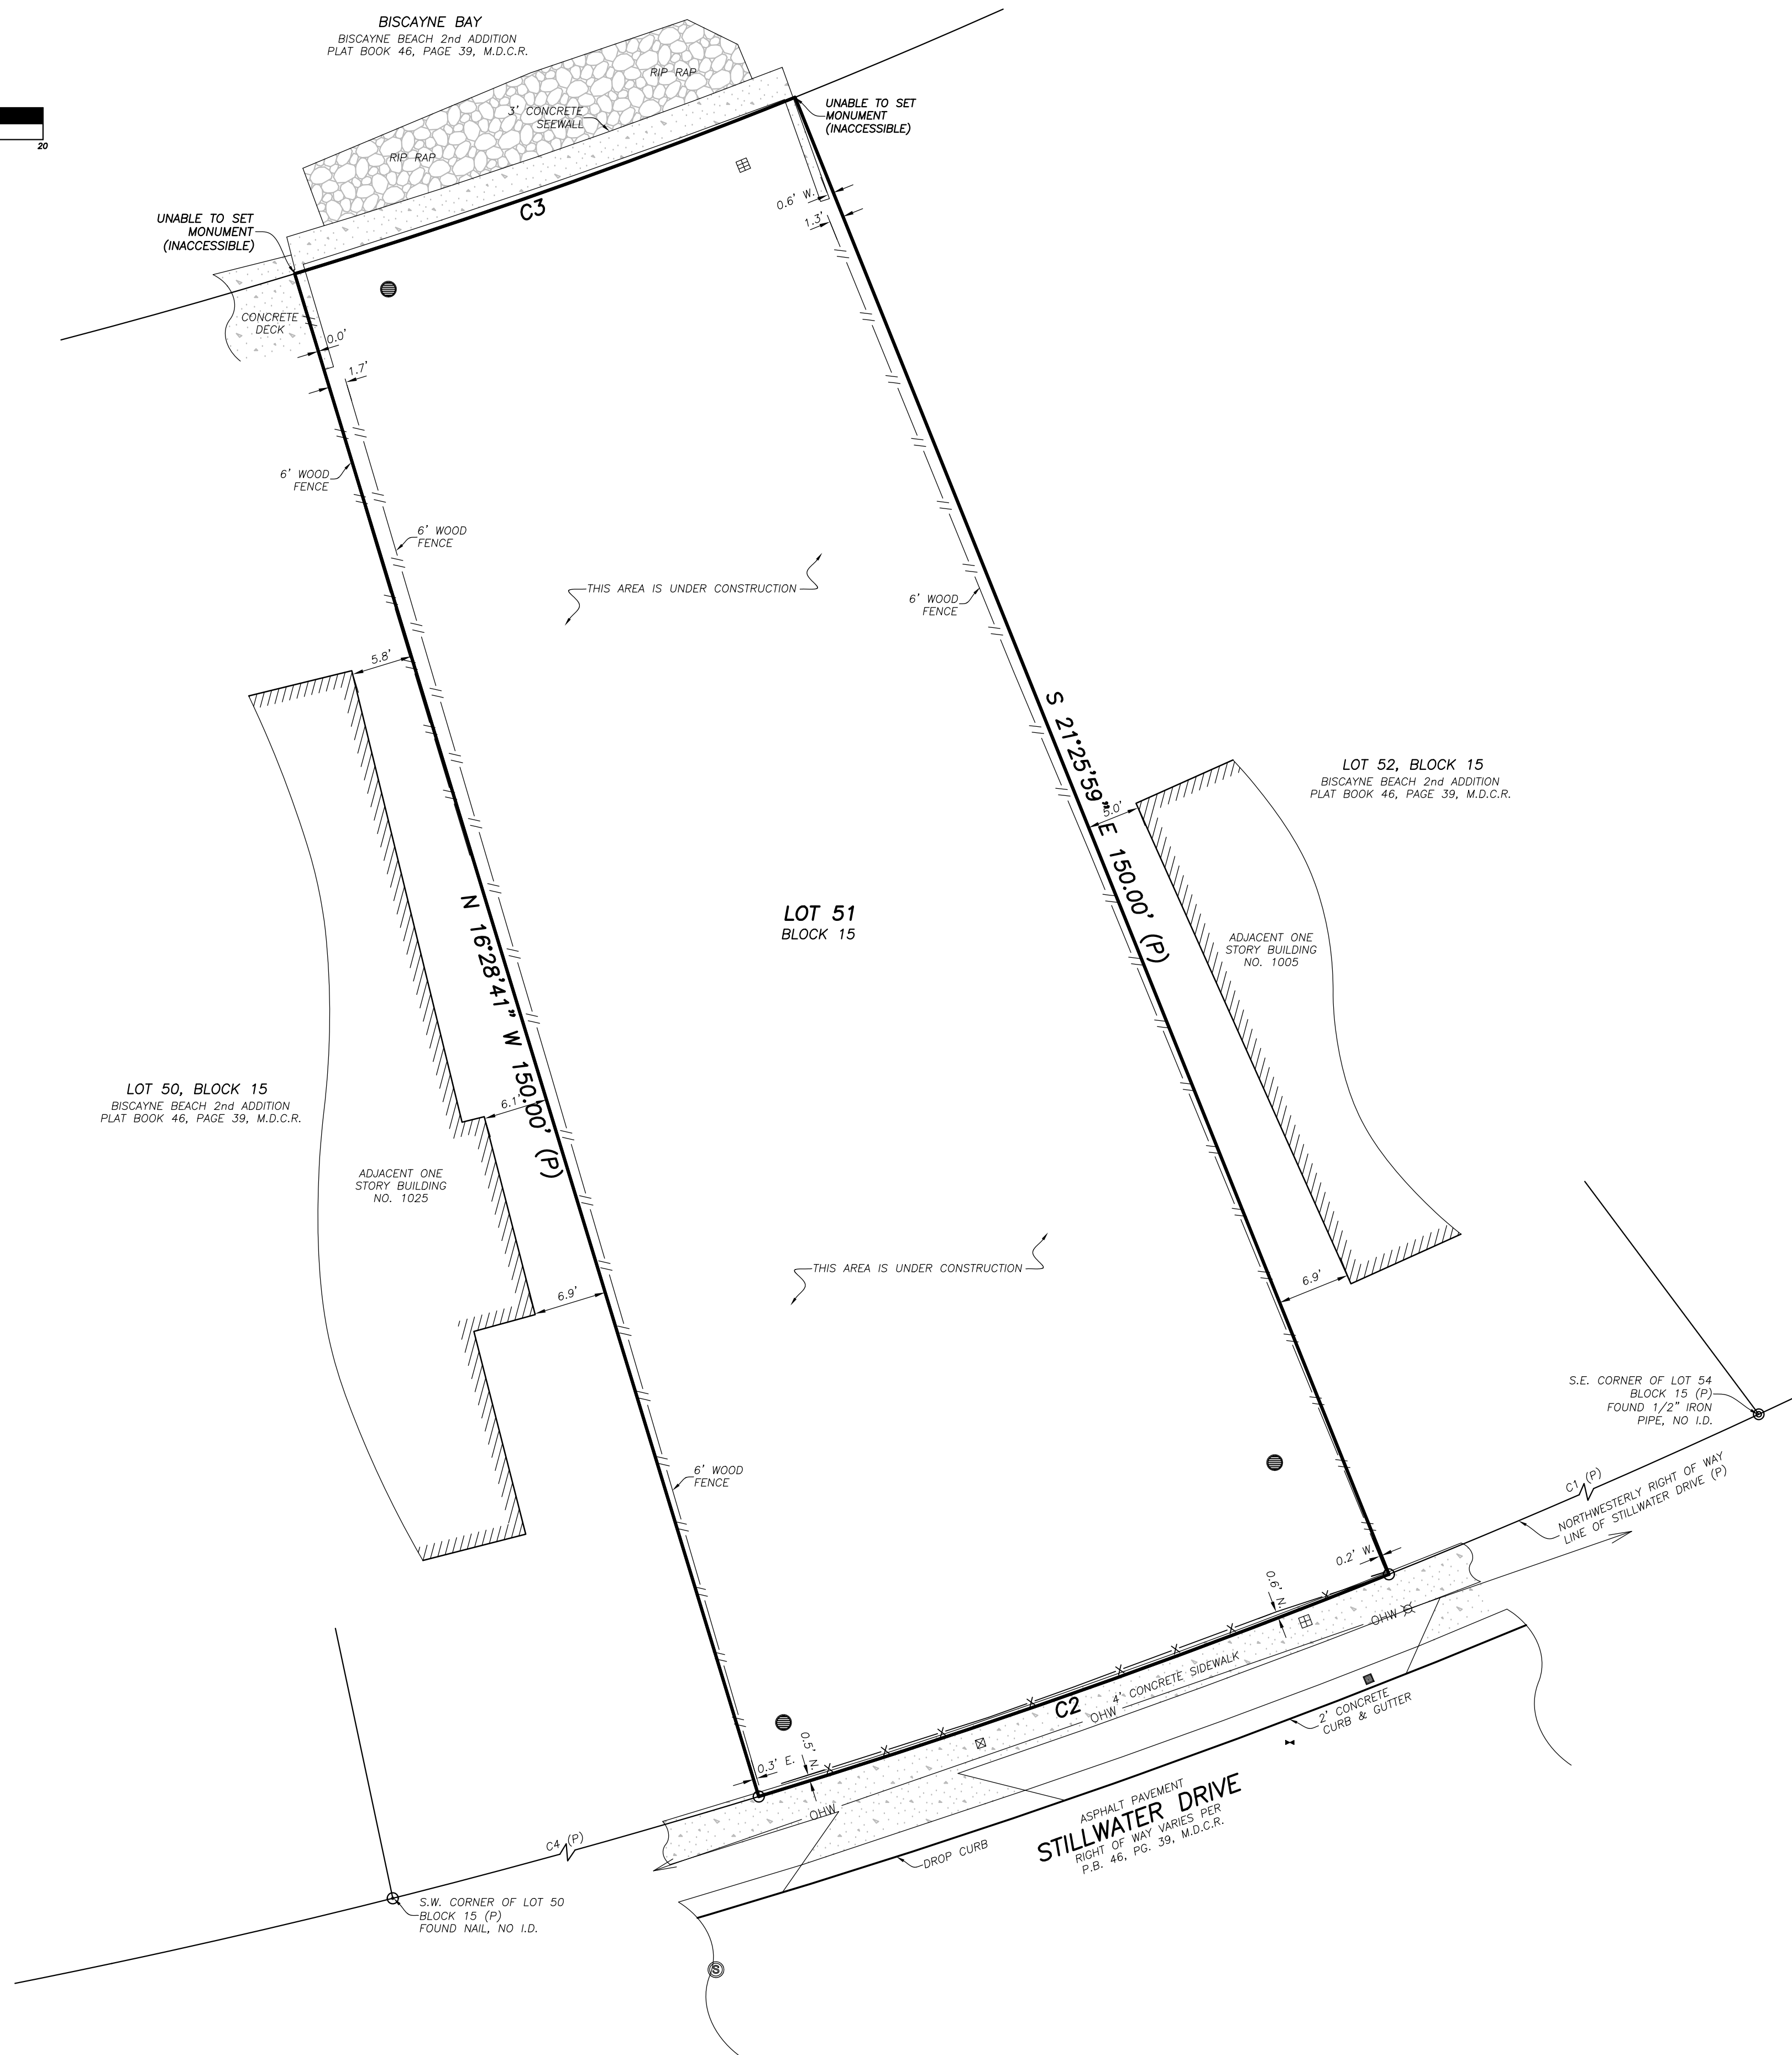 BISCAYNE BAY
BISCAYNE BEACH 2nd ADDITION
PLAT BOOK 46, PAGE 39, M.D.C.R.
20
RIP RAP
3' CONCRETE
SEEWALL
RIP RAP
UNABLE TO SET
MONUMENT
(INACCESSIBLE)
UNABLE TO SET
MONUMENT
(INACCESSIBLE)
C3
0.6' W.
1.3'
CONCRETE
DECK
0.0'
1.7'
6' WOOD
FENCE
6' WOOD
FENCE
THIS AREA IS UNDER CONSTRUCTION
6' WOOD
FENCE
5.8'
S 21°25'59" E 150.00' (P)
5.0'
LOT 52, BLOCK 15
BISCAYNE BEACH 2nd ADDITION
PLAT BOOK 46, PAGE 39, M.D.C.R.
N 16°28'41" W 150.00' (P)
LOT 51
BLOCK 15
ADJACENT ONE
STORY BUILDING
NO. 1005
LOT 50, BLOCK 15
BISCAYNE BEACH 2nd ADDITION
PLAT BOOK 46, PAGE 39, M.D.C.R.
6.1'
ADJACENT ONE
STORY BUILDING
NO. 1025
THIS AREA IS UNDER CONSTRUCTION
6.9'
6.9'
S.E. CORNER OF LOT 54
BLOCK 15 (P)
FOUND 1/2" IRON
PIPE, NO I.D.
6' WOOD
FENCE
C1 (P)
NORTHWESTERLY RIGHT OF WAY
LINE OF STILLWATER DRIVE (P)
0.2' W.
0.6' N.
OHW
4' CONCRETE SIDEWALK
C2
OHW
2' CONCRETE
CURB & GUTTER
0.5' N.
0.3' E.
OHW
ASPHALT PAVEMENT
STILLWATER DRIVE
RIGHT OF WAY VARIES PER
P.B. 46, PG. 39, M.D.C.R.
DROP CURB
C4 (P)
S.W. CORNER OF LOT 50
BLOCK 15 (P)
FOUND NAIL, NO I.D.
S